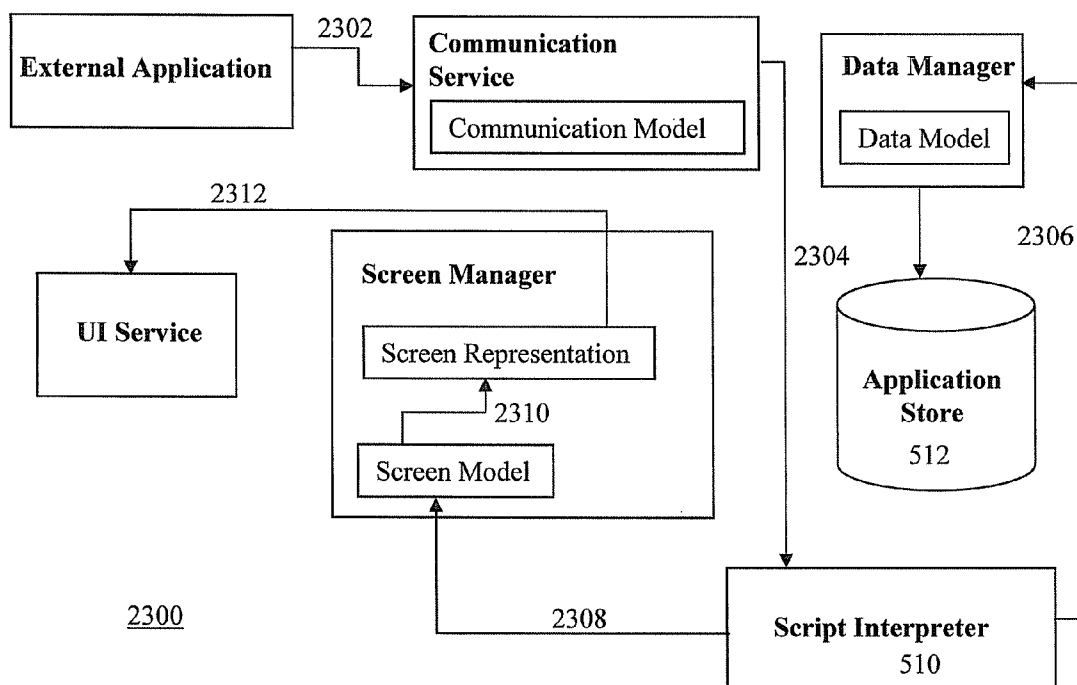 External Application
2302
Communication
Service
Communication Model
Data Manager
Data Model
2312
2304
2306
UI Service
Screen Manager
Screen Representation
2310
Screen Model
Application
Store
512
2300
2308
Script Interpreter
510